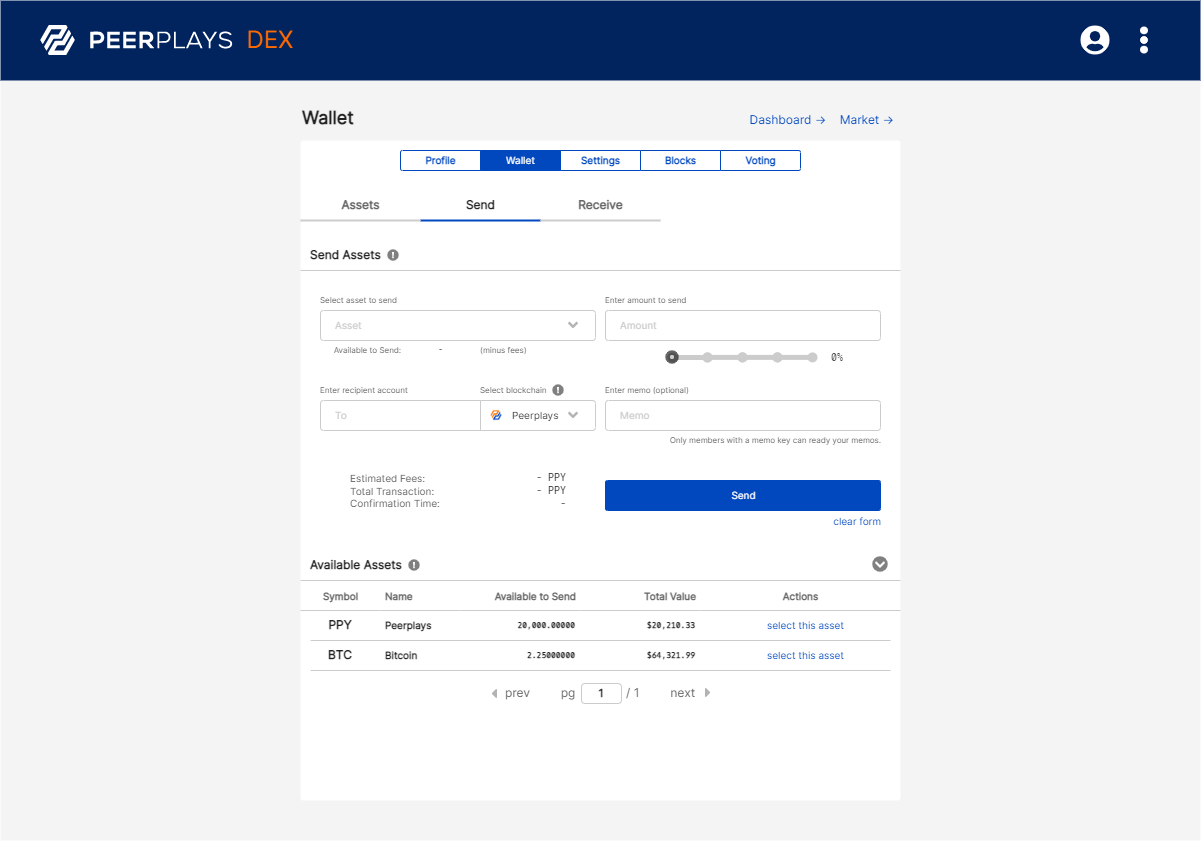 PEERPLAYS DEX
Wallet
Dashboard → Market →
Profile Wallet Settings Blocks Voting
Assets Send Receive
Send Assets
Select asset to send Enter amount to send
Asset Amount
Available to Send: - (minus fees) 0%
Enter recipient account Select blockchain Enter memo (optional)
To Peerplays Memo
Only members with a memo key can ready your memos.
Estimated Fees: - PPY
Total Transaction: - PPY
Send
Confirmation Time: -
clear form
Available Assets
Symbol Name Available to Send Total Value Actions
PPY Peerplays 20,000.00000 $20,210.33 select this asset
BTC Bitcoin 2.25000000 $64,321.99 select this asset
prev pg 1 / 1 next